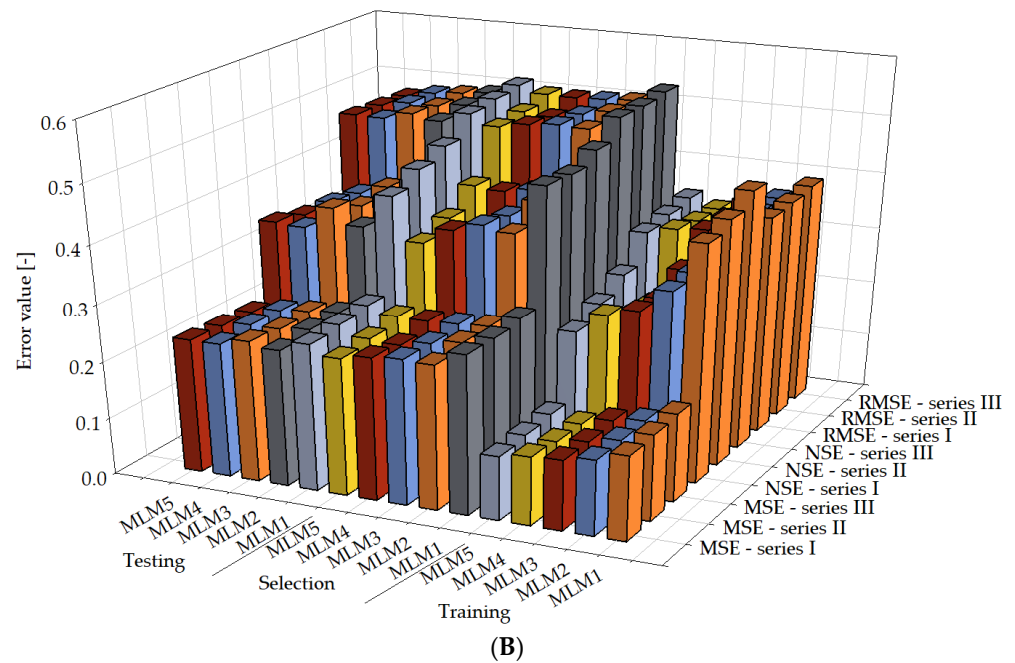 Error value [-]
0.6
0.5
0.4
0.3
0.2
0.1
0.0
MLM5
MLM4
MLM3
MLM2
MLM1
MLM5
MLM4
MLM3
MLM2
MLM1
MLM5
MLM4
MLM3
MLM2
MLM1
Testing
Selection
Training
RMSE - series III
RMSE - series II
RMSE - series I
NSE - series III
NSE - series II
NSE - series I
MSE - series III
MSE - series II
MSE - series I
(B)